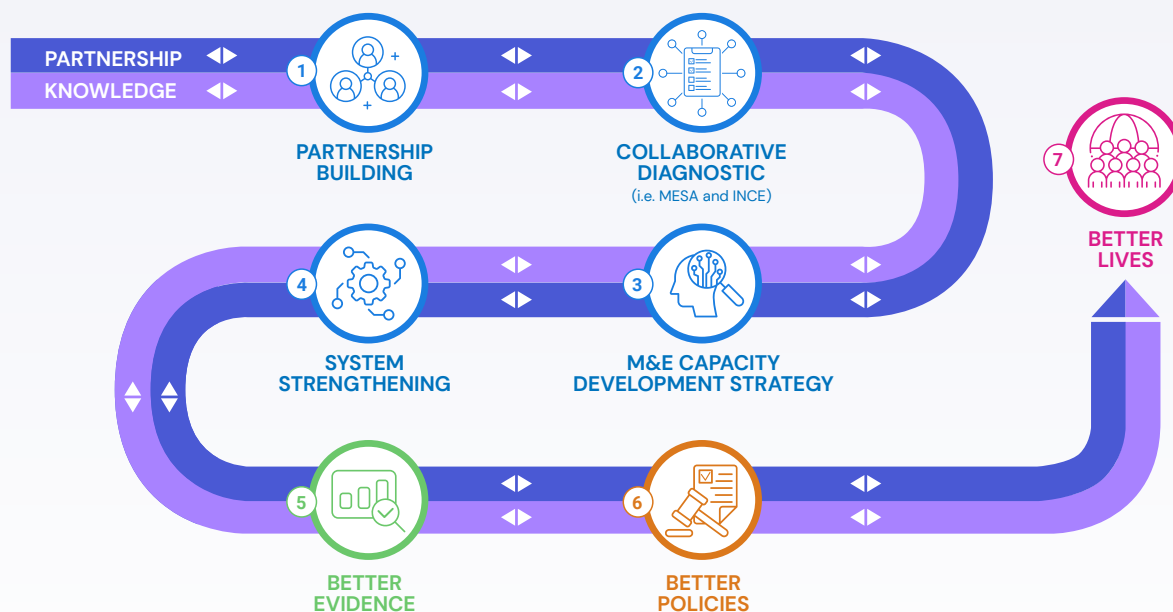 PARTNERSHIP
KNOWLEDGE
1
PARTNERSHIP
BUILDING
2
COLLABORATIVE
DIAGNOSTIC
(i.e. MESA and INCE)
3
M&E CAPACITY
DEVELOPMENT STRATEGY
4
SYSTEM
STRENGTHENING
5
BETTER
EVIDENCE
6
BETTER
POLICIES
7
BETTER
LIVES